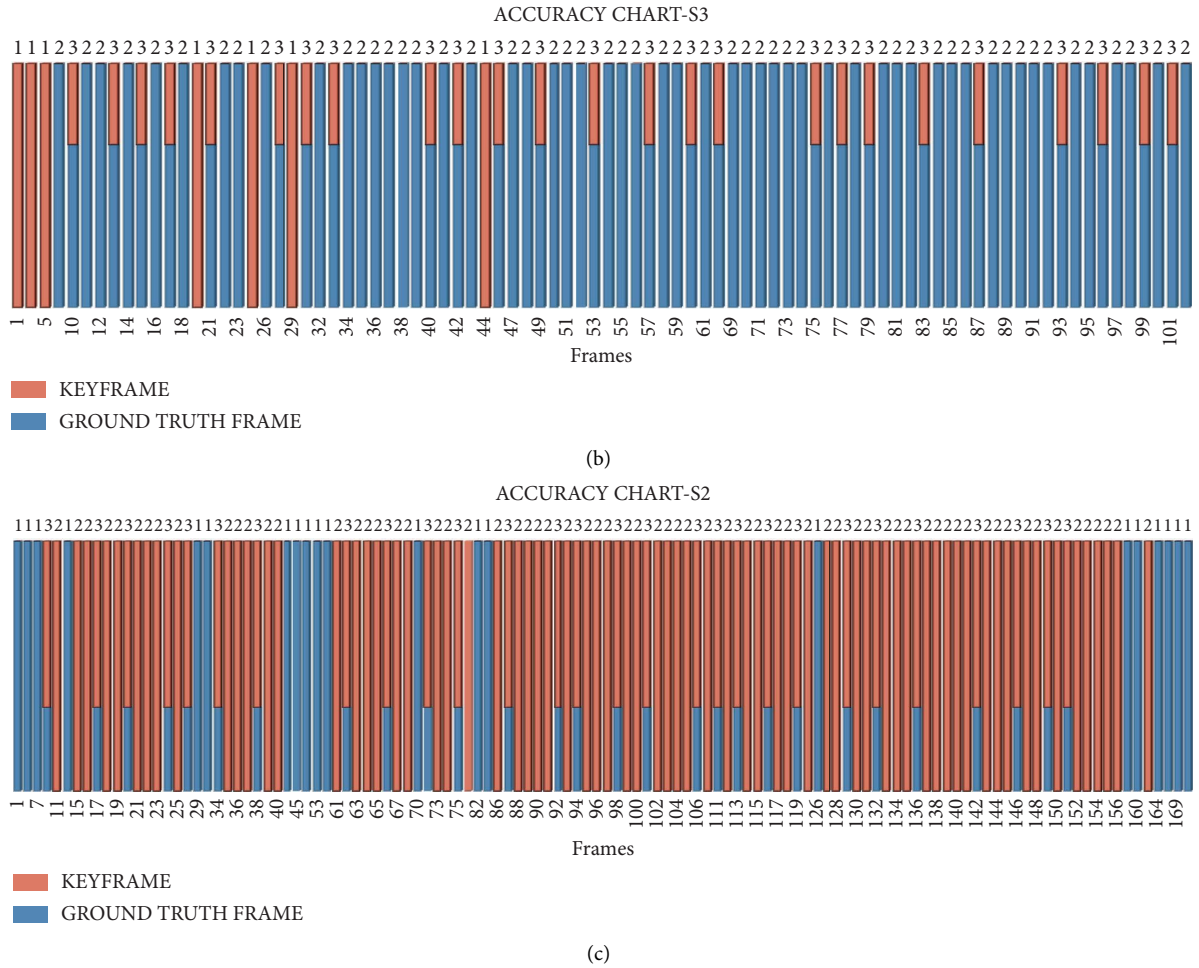 ACCURACY CHART-S3
1 1 1 2 3 2 2 3 2 3 2 3 2 1 3 2 2 1 2 3 1 3 2 3 2 2 2 2 2 2 3 2 3 2 1 3 2 2 3 2 2 2 3 2 2 2 3 2 2 3 2 3 2 2 2 2 2 2 3 2 3 2 3 2 2 2 3 2 2 2 3 2 2 2 2 2 3 2 2 3 2 2 3 2 3 2
1 5 10 12 14 16 18 21 23 26 29 32 34 36 38 40 42 44 47 49 51 53 55 57 59 61 69 71 73 75 77 79 81 83 85 87 89 91 93 95 97 99 101
Frames
KEYFRAME
GROUND TRUTH FRAME
(b)
ACCURACY CHART-S2
1 1 1 3 2 1 2 2 3 2 2 3 2 2 2 3 2 3 1 1 3 2 2 2 3 2 2 1 1 1 1 1 2 3 2 2 2 3 2 2 1 3 2 2 3 2 1 1 2 3 2 2 2 2 3 2 3 2 2 2 3 2 2 3 2 2 2 2 3 2 3 2 3 2 2 3 2 2 3 2 1 2 2 3 2 2 3 2 2 2 3 2 2 2 2 2 3 2 2 2 3 2 2 3 2 3 2 2 2 2 2 1 1 2 1 1 1 1
1 7 11 15 17 19 21 23 25 29 34 36 38 40 45 53 61 63 65 67 70 73 75 82 86 88 90 92 94 96 98 100 102 104 106 111 113 115 117 119 126 128 130 132 134 136 138 140 142 144 146 148 150 152 154 156 160 164 169
Frames
KEYFRAME
GROUND TRUTH FRAME
(c)